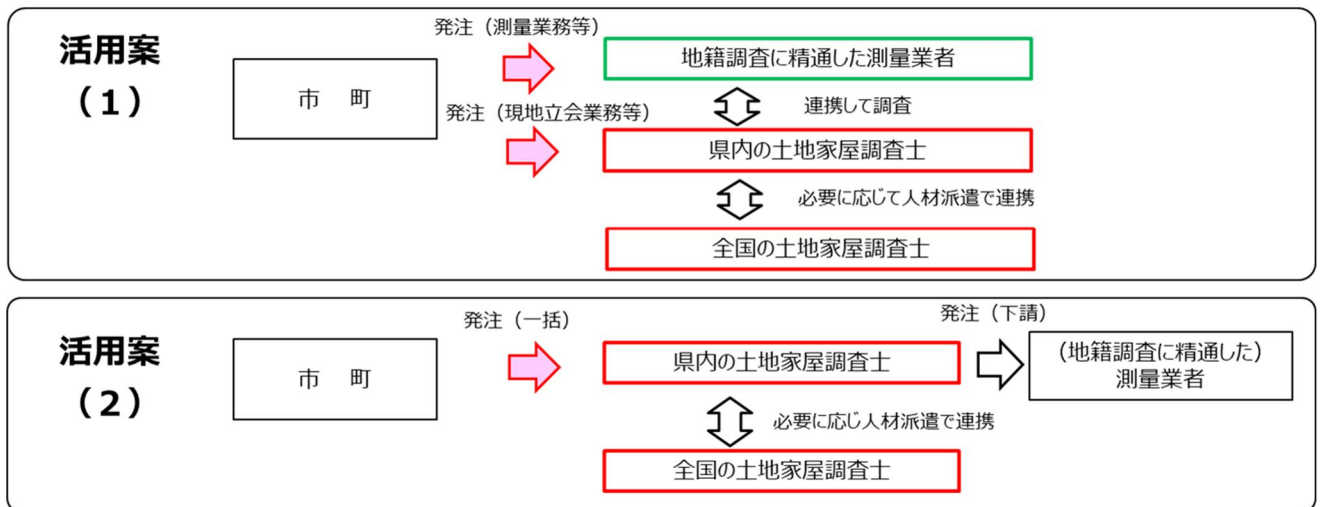 活用案
（１）
市　町
発注（測量業務等）
発注（現地立会業務等）
地籍調査に精通した測量業者
連携して調査
県内の土地家屋調査士
必要に応じて人材派遣で連携
全国の土地家屋調査士
活用案
（２）
市　町
発注（一括）
県内の土地家屋調査士
発注（下請）
（地籍調査に精通した）
測量業者
必要に応じ人材派遣で連携
全国の土地家屋調査士